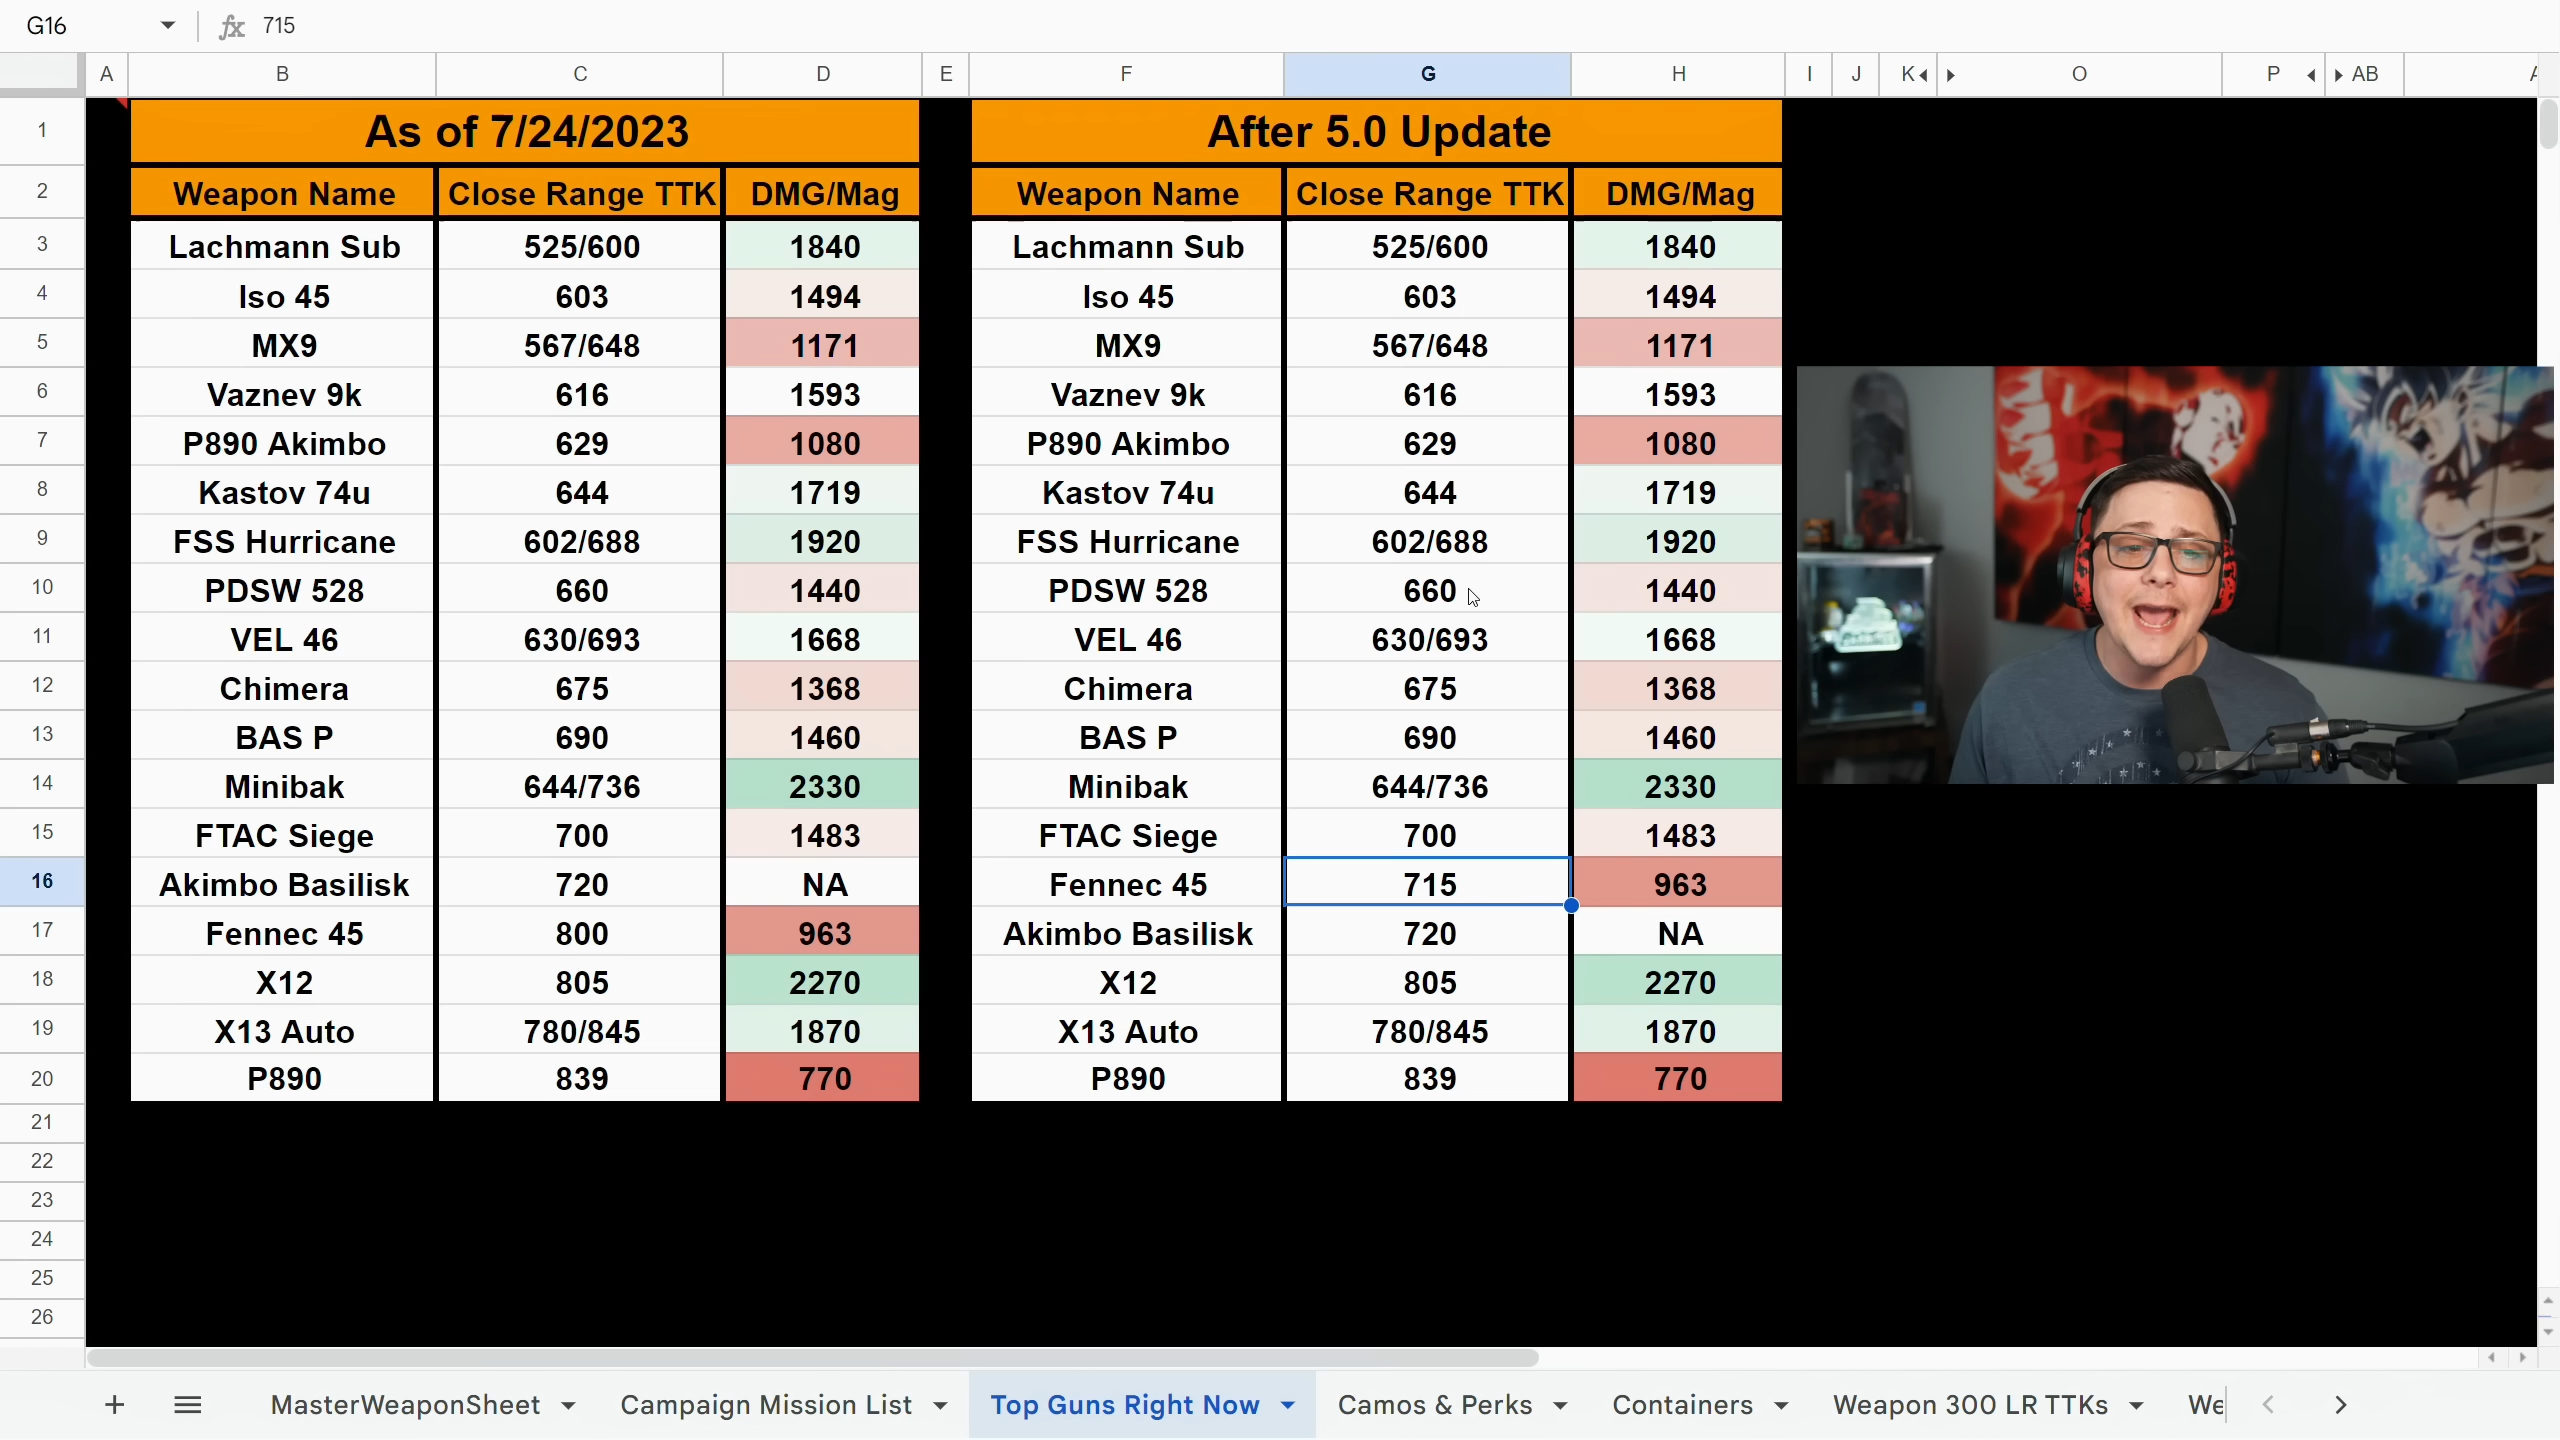 G16 fx 715
A B C D E F G H I J K O P AB
1 As of 7/24/2023 After 5.0 Update
2 Weapon Name Close Range TTK DMG/Mag Weapon Name Close Range TTK DMG/Mag
3 Lachmann Sub 525/600 1840 Lachmann Sub 525/600 1840
4 Iso 45 603 1494 Iso 45 603 1494
5 MX9 567/648 1171 MX9 567/648 1171
6 Vaznev 9k 616 1593 Vaznev 9k 616 1593
7 P890 Akimbo 629 1080 P890 Akimbo 629 1080
8 Kastov 74u 644 1719 Kastov 74u 644 1719
9 FSS Hurricane 602/688 1920 FSS Hurricane 602/688 1920
10 PDSW 528 660 1440 PDSW 528 660 1440
11 VEL 46 630/693 1668 VEL 46 630/693 1668
12 Chimera 675 1368 Chimera 675 1368
13 BAS P 690 1460 BAS P 690 1460
14 Minibak 644/736 2330 Minibak 644/736 2330
15 FTAC Siege 700 1483 FTAC Siege 700 1483
16 Akimbo Basilisk 720 NA Fennec 45 715 963
17 Fennec 45 800 963 Akimbo Basilisk 720 NA
18 X12 805 2270 X12 805 2270
19 X13 Auto 780/845 1870 X13 Auto 780/845 1870
20 P890 839 770 P890 839 770
21
22
23
24
25
26
+ MasterWeaponSheet Campaign Mission List Top Guns Right Now Camos & Perks Containers Weapon 300 LR TTKs We